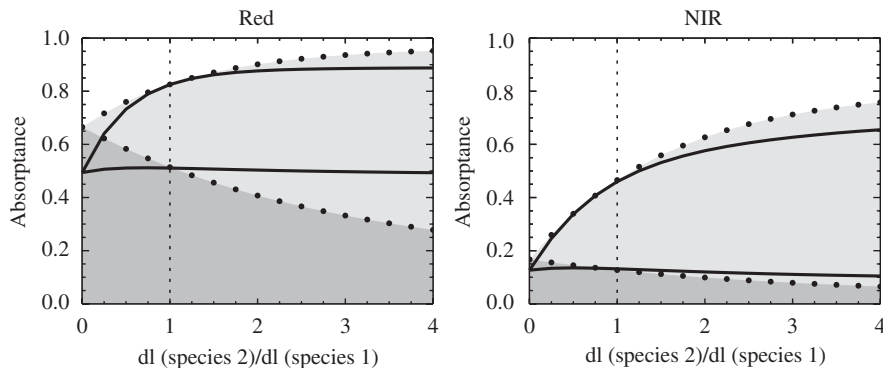 Red
NIR
Absorptance
1.0
0.8
0.6
0.4
0.2
0.0
0 1 2 3 4
dl (species 2)/dl (species 1)
Absorptance
1.0
0.8
0.6
0.4
0.2
0.0
0 1 2 3 4
dl (species 2)/dl (species 1)